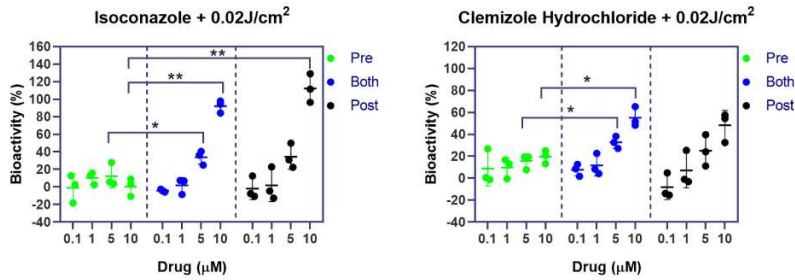 Isoconazole + 0.02J/cm²
Bioactivity (%)
160
140
120
100
80
60
40
20
0
-20
-40
**
**
*
Pre
Both
Post
0.1 1 5 10 0.1 1 5 10 0.1 1 5 10
Drug (µM)
Clemizole Hydrochloride + 0.02J/cm²
Bioactivity (%)
120
100
80
60
40
20
0
-20
-40
*
*
Pre
Both
Post
0.1 1 5 10 0.1 1 5 10 0.1 1 5 10
Drug (µM)